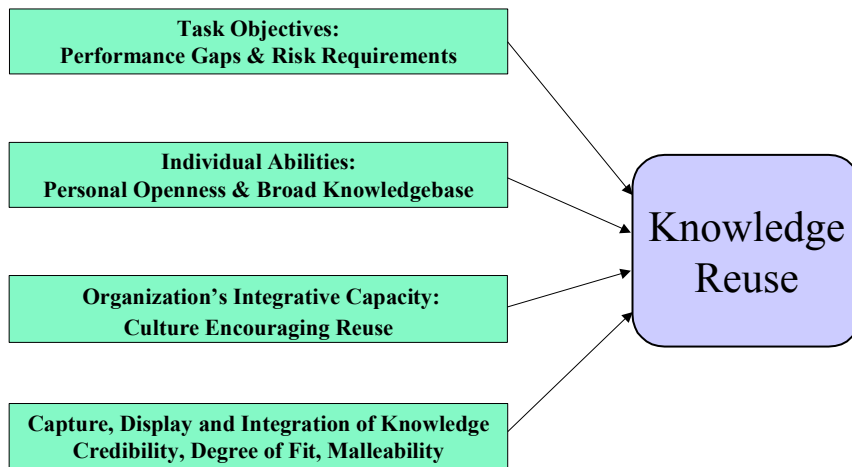 Task Objectives:
Performance Gaps & Risk Requirements
Individual Abilities:
Personal Openness & Broad Knowledgebase
Organization’s Integrative Capacity:
Culture Encouraging Reuse
Capture, Display and Integration of Knowledge
Credibility, Degree of Fit, Malleability
Knowledge
Reuse